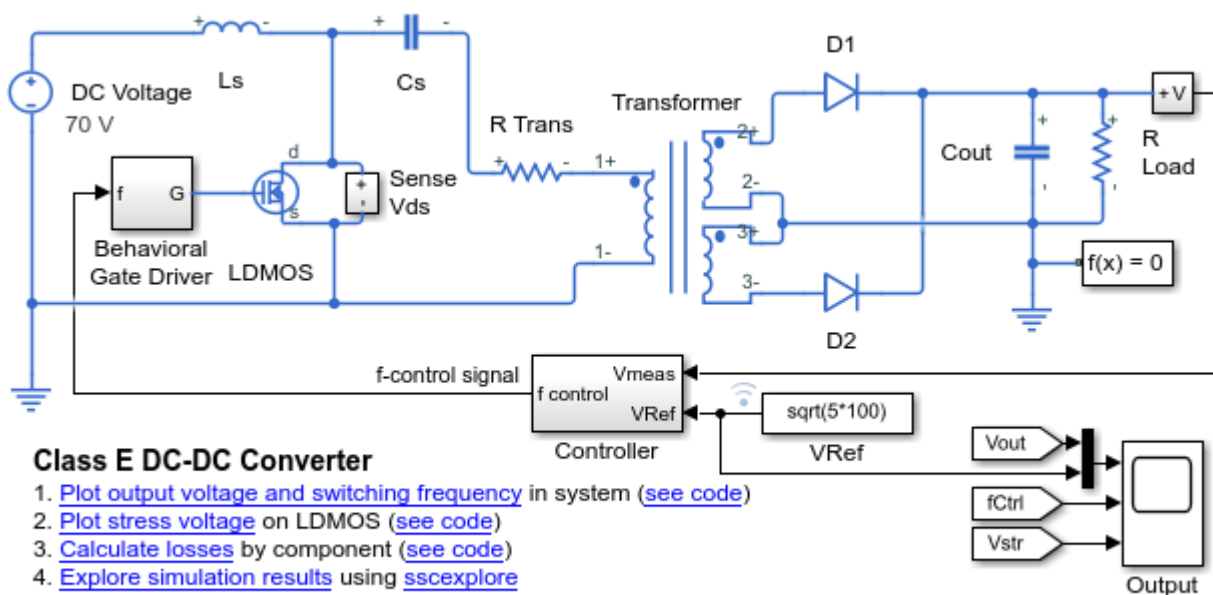 + -
Ls
+ -
Cs
+
-
DC Voltage
70 V
R Trans
+ -
Transformer
1+
1-
2+
2-
3+
3-
D1
D2
+V
Cout
+
-
R
Load
+
-
f G
Behavioral
Gate Driver
d
s
LDMOS
+
-
Sense
Vds
f(x) = 0
f-control signal
f control
Vmeas
VRef
Controller
sqrt(5*100)
VRef
Vout
fCtrl
Vstr
Output
Class E DC-DC Converter
1. Plot output voltage and switching frequency in system (see code)
2. Plot stress voltage on LDMOS (see code)
3. Calculate losses by component (see code)
4. Explore simulation results using sscexplore